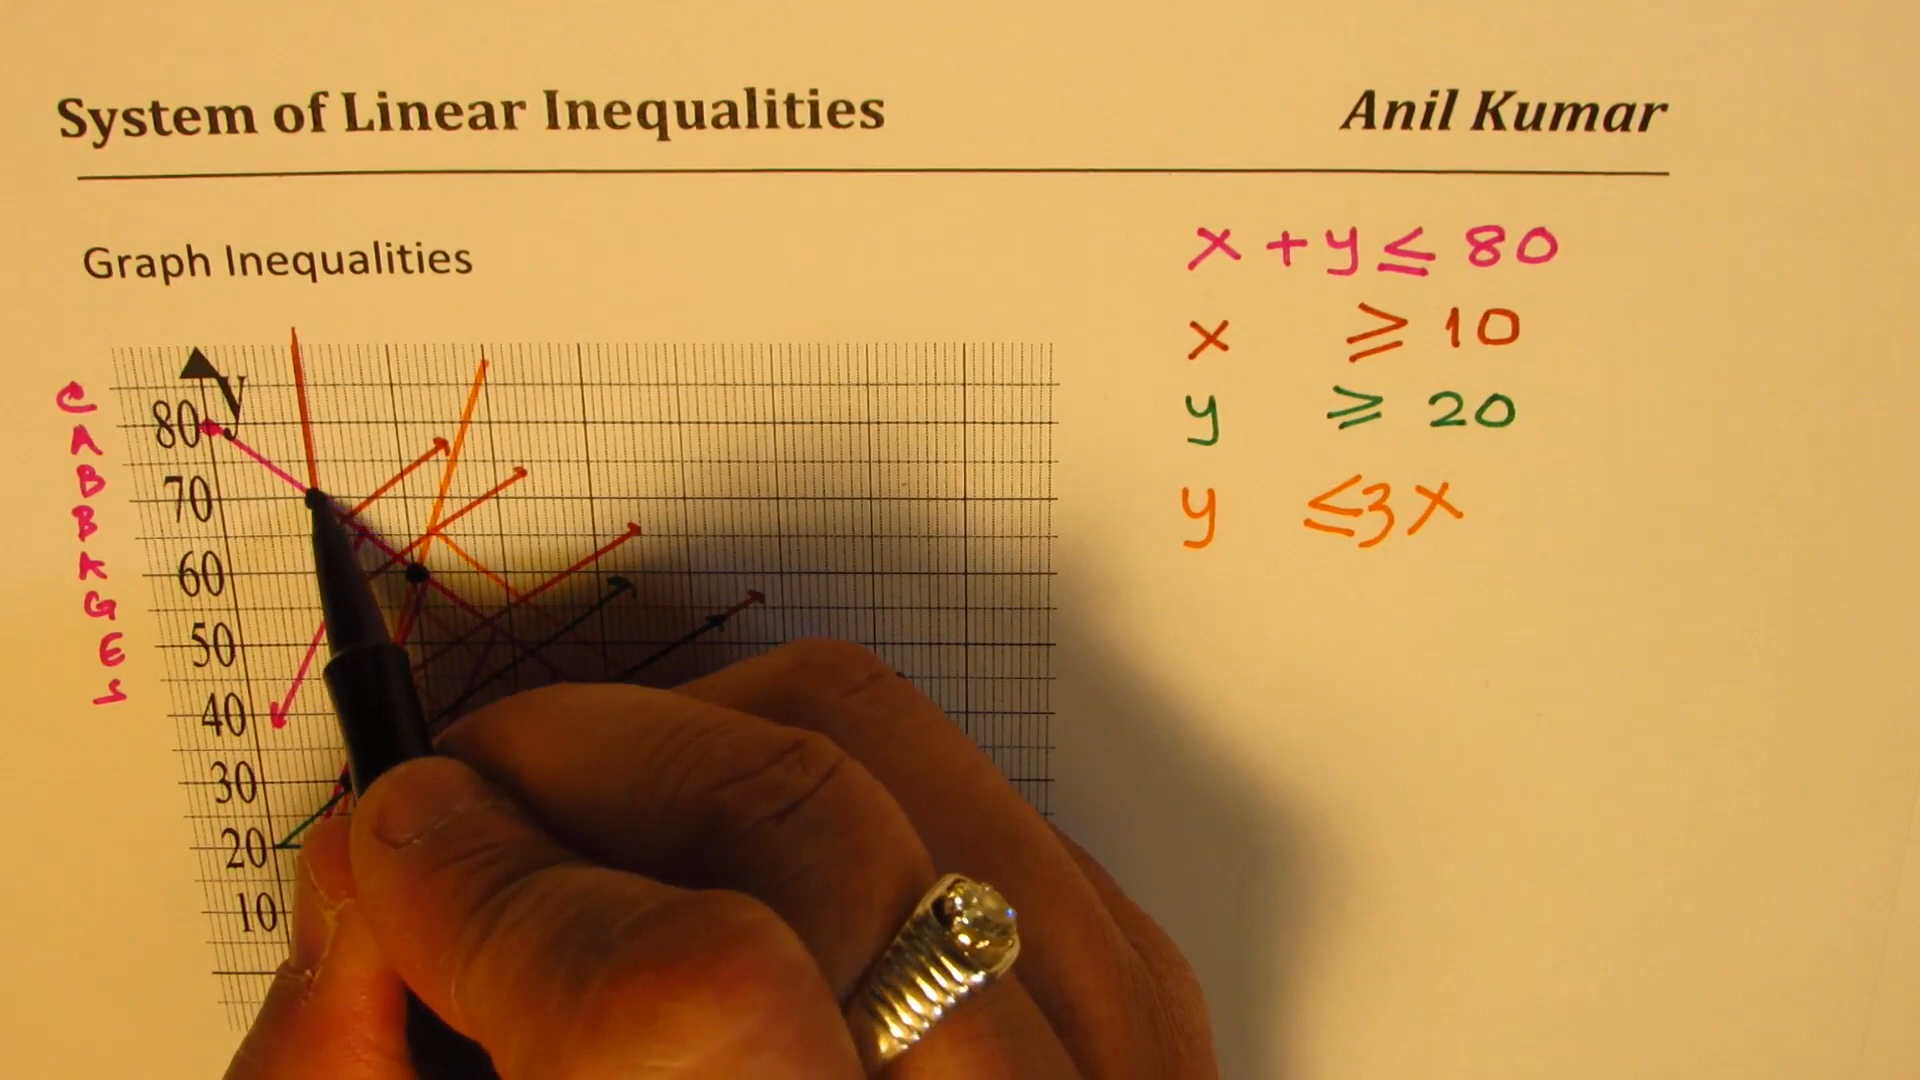 System of Linear Inequalities Anil Kumar
Graph Inequalities
x + y ≤ 80
x ≥ 10
y ≥ 20
y ≤ 3x
y
80
70
60
50
40
30
20
10
CABBAGES